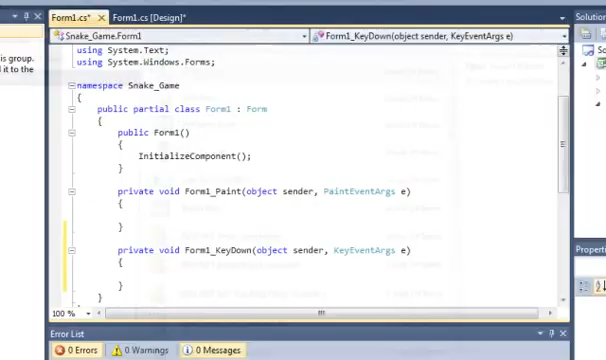 Form1.cs* Form1.cs [Design]* Solution
Snake_Game.Form1 Form1_KeyDown(object sender, KeyEventArgs e)
is group.
it to the
using System.Text;
using System.Windows.Forms;
namespace Snake_Game
{
public partial class Form1 : Form
{
public Form1()
{
InitializeComponent();
}
private void Form1_Paint(object sender, PaintEventArgs e)
{
}
private void Form1_KeyDown(object sender, KeyEventArgs e)
{
}
}
Properties
100 %
Error List
0 Errors 0 Warnings 0 Messages